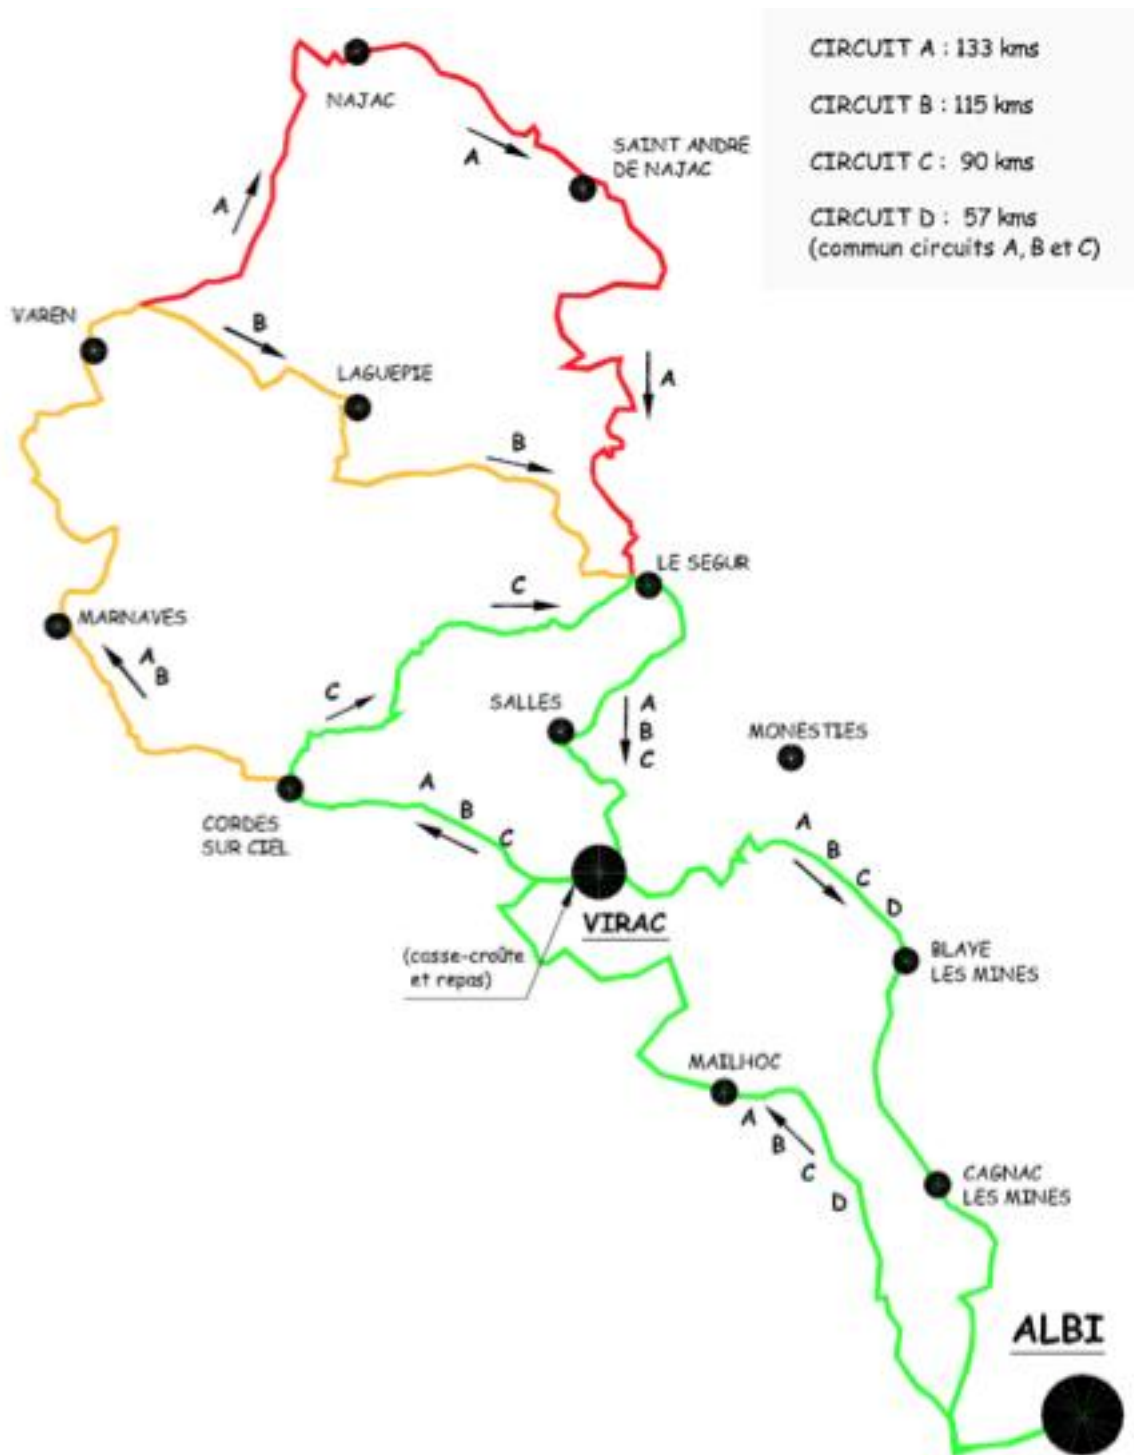 CIRCUIT A : 133 kms
CIRCUIT B : 115 kms
CIRCUIT C : 90 kms
CIRCUIT D : 57 kms
(commun circuits A, B et C)
NAJAC
A
SAINT ANDRE
DE NAJAC
A
VAREN
B
LAGUEPIE
A
B
LE SEGUR
C
MARNAVES
A
B
C
SALLES
A
B
C
MONESTIES
CORDES
SUR CIEL
A
B
C
A
B
C
D
VIRAC
(casse-croûte
et repas)
BLAYE
LES MINES
MAILHOC
A
B
C
D
CAGNAC
LES MINES
ALBI